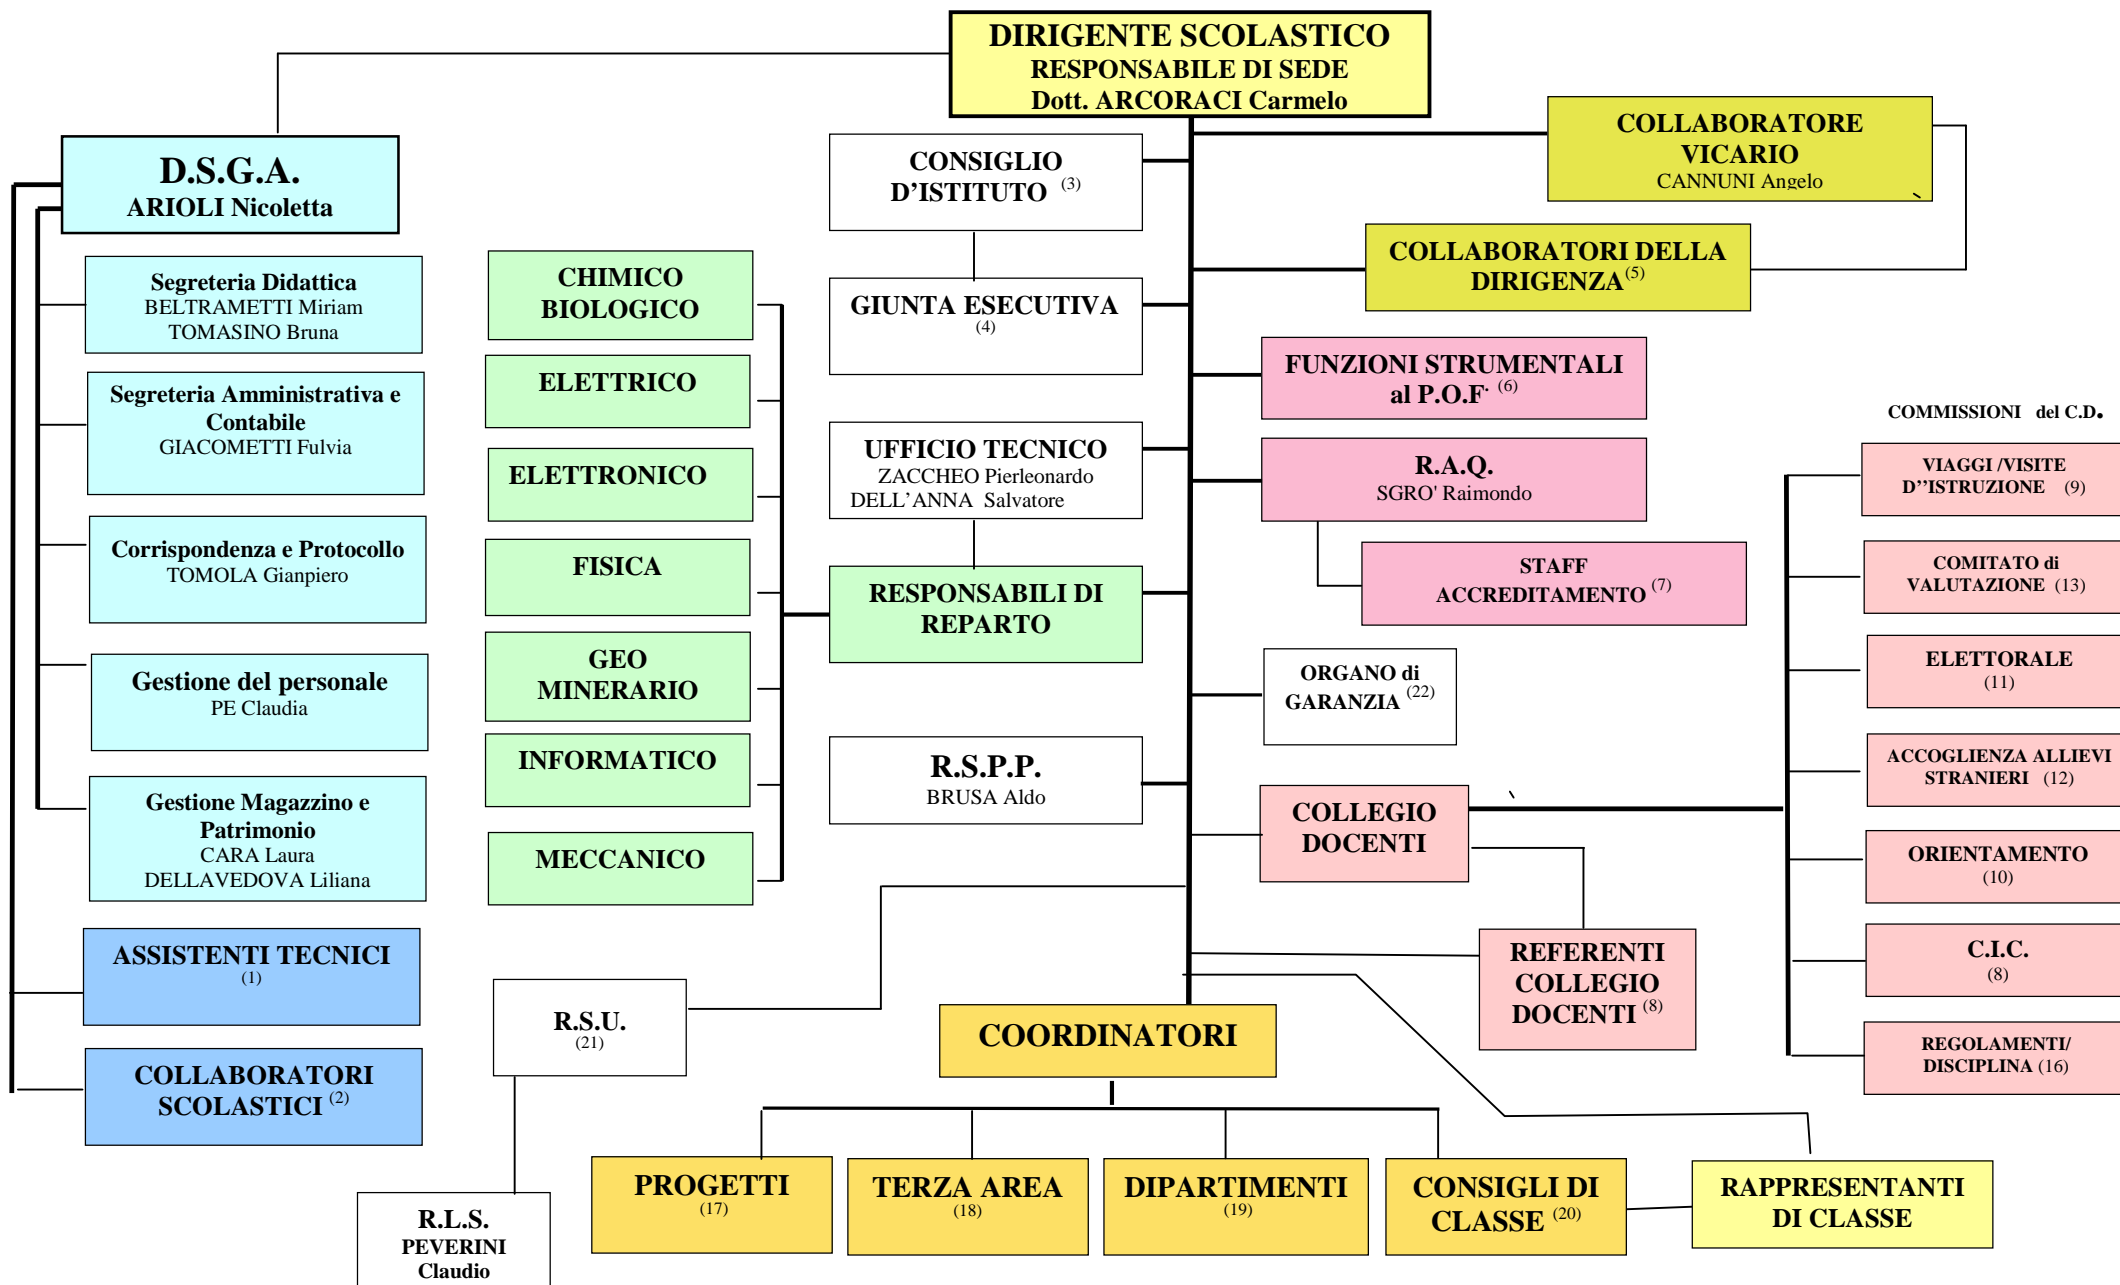 DIRIGENTE SCOLASTICO
RESPONSABILE DI SEDE
Dott. ARCORACI Carmelo
COLLABORATORE
VICARIO
CANNUNI Angelo
D.S.G.A.
ARIOLI Nicoletta
CONSIGLIO
D’ISTITUTO (3)
COLLABORATORI DELLA
DIRIGENZA (5)
Segreteria Didattica
BELTRAMETTI Miriam
TOMASINO Bruna
CHIMICO
BIOLOGICO
GIUNTA ESECUTIVA
(4)
FUNZIONI STRUMENTALI
al P.O.F. (6)
Segreteria Amministrativa e
Contabile
GIACOMETTI Fulvia
ELETTRICO
UFFICIO TECNICO
ZACCHEO Pierleonardo
DELL’ANNA Salvatore
R.A.Q.
SGRO' Raimondo
COMMISSIONI del C.D.
VIAGGI /VISITE
D’'ISTRUZIONE (9)
ELETTRONICO
Corrispondenza e Protocollo
TOMOLA Gianpiero
FISICA
RESPONSABILI DI
REPARTO
STAFF
ACCREDITAMENTO (7)
COMITATO di
VALUTAZIONE (13)
Gestione del personale
PE Claudia
GEO
MINERARIO
ORGANO di
GARANZIA (22)
ELETTORALE
(11)
INFORMATICO
R.S.P.P.
BRUSA Aldo
ACCOGLIENZA ALLIEVI
STRANIERI (12)
Gestione Magazzino e
Patrimonio
CARA Laura
DELLAVEDOVA Liliana
MECCANICO
COLLEGIO
DOCENTI
ORIENTAMENTO
(10)
ASSISTENTI TECNICI
(1)
REFERENTI
COLLEGIO
DOCENTI (8)
C.I.C.
(8)
R.S.U.
(21)
COORDINATORI
REGOLAMENTI/
DISCIPLINA (16)
COLLABORATORI
SCOLASTICI (2)
PROGETTI
(17)
TERZA AREA
(18)
DIPARTIMENTI
(19)
CONSIGLI DI
CLASSE (20)
RAPPRESENTANTI
DI CLASSE
R.L.S.
PEVERINI
Claudio